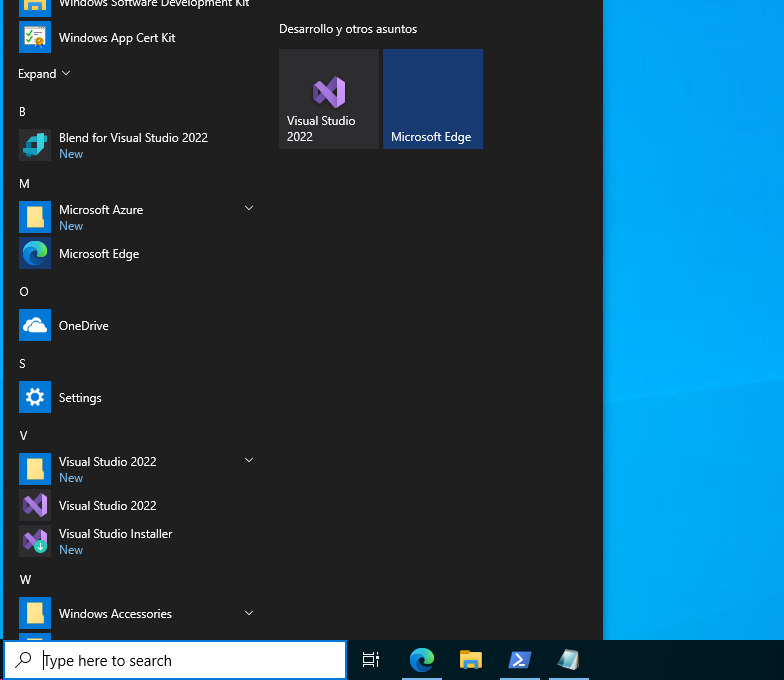 Windows Software Development Kit
Windows App Cert Kit
Expand
B
Blend for Visual Studio 2022
New
M
Microsoft Azure
New
Microsoft Edge
O
OneDrive
S
Settings
V
Visual Studio 2022
New
Visual Studio 2022
Visual Studio Installer
New
W
Windows Accessories
Desarrollo y otros asuntos
Visual Studio
2022
Microsoft Edge
Type here to search